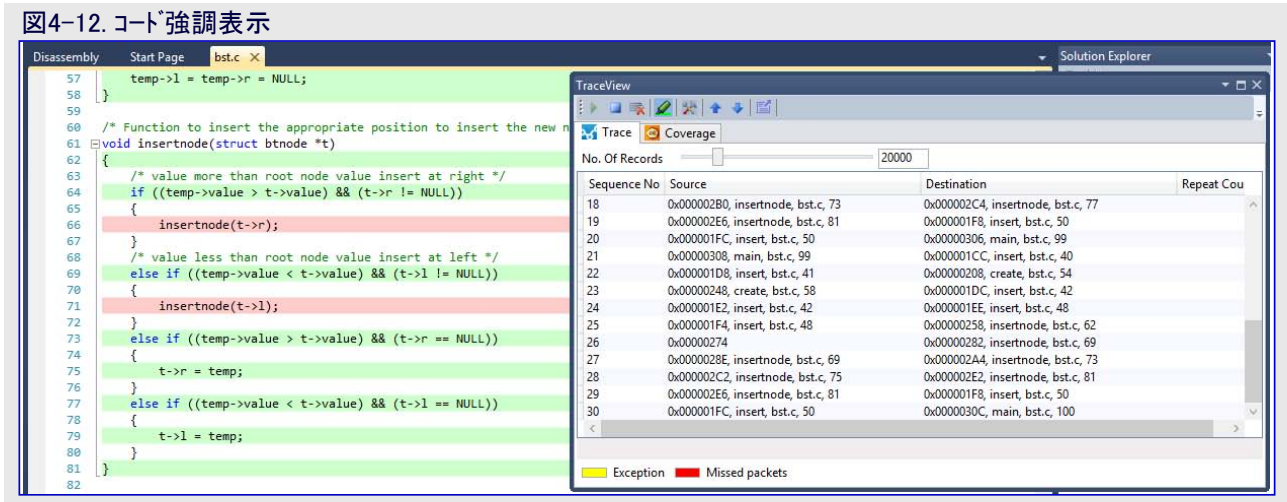 図4-12. コード強調表示
Disassembly Start Page bst.c ✕ Solution Explorer
57 temp->l = temp->r = NULL;
58 }
59
60 /* Function to insert the appropriate position to insert the new n
61 void insertnode(struct btnode *t)
62 {
63 /* value more than root node value insert at right */
64 if ((temp->value > t->value) && (t->r != NULL))
65 {
66 insertnode(t->r);
67 }
68 /* value less than root node value insert at left */
69 else if ((temp->value < t->value) && (t->l != NULL))
70 {
71 insertnode(t->l);
72 }
73 else if ((temp->value > t->value) && (t->r == NULL))
74 {
75 t->r = temp;
76 }
77 else if ((temp->value < t->value) && (t->l == NULL))
78 {
79 t->l = temp;
80 }
81 }
82
TraceView
Trace Coverage
No. Of Records 20000
Sequence No Source Destination Repeat Cou
18 0x000002B0, insertnode, bst.c, 73 0x000002C4, insertnode, bst.c, 77
19 0x000002E6, insertnode, bst.c, 81 0x000001F8, insert, bst.c, 50
20 0x000001FC, insert, bst.c, 50 0x00000306, main, bst.c, 99
21 0x00000308, main, bst.c, 99 0x000001CC, insert, bst.c, 40
22 0x000001D8, insert, bst.c, 41 0x00000208, create, bst.c, 54
23 0x00000248, create, bst.c, 58 0x000001DC, insert, bst.c, 42
24 0x000001E2, insert, bst.c, 42 0x000001EE, insert, bst.c, 48
25 0x000001F4, insert, bst.c, 48 0x00000258, insertnode, bst.c, 62
26 0x00000274 0x00000282, insertnode, bst.c, 69
27 0x0000028E, insertnode, bst.c, 69 0x000002A4, insertnode, bst.c, 73
28 0x000002C2, insertnode, bst.c, 75 0x000002E2, insertnode, bst.c, 81
29 0x000002E6, insertnode, bst.c, 81 0x000001F8, insert, bst.c, 50
30 0x000001FC, insert, bst.c, 50 0x0000030C, main, bst.c, 100
Exception Missed packets